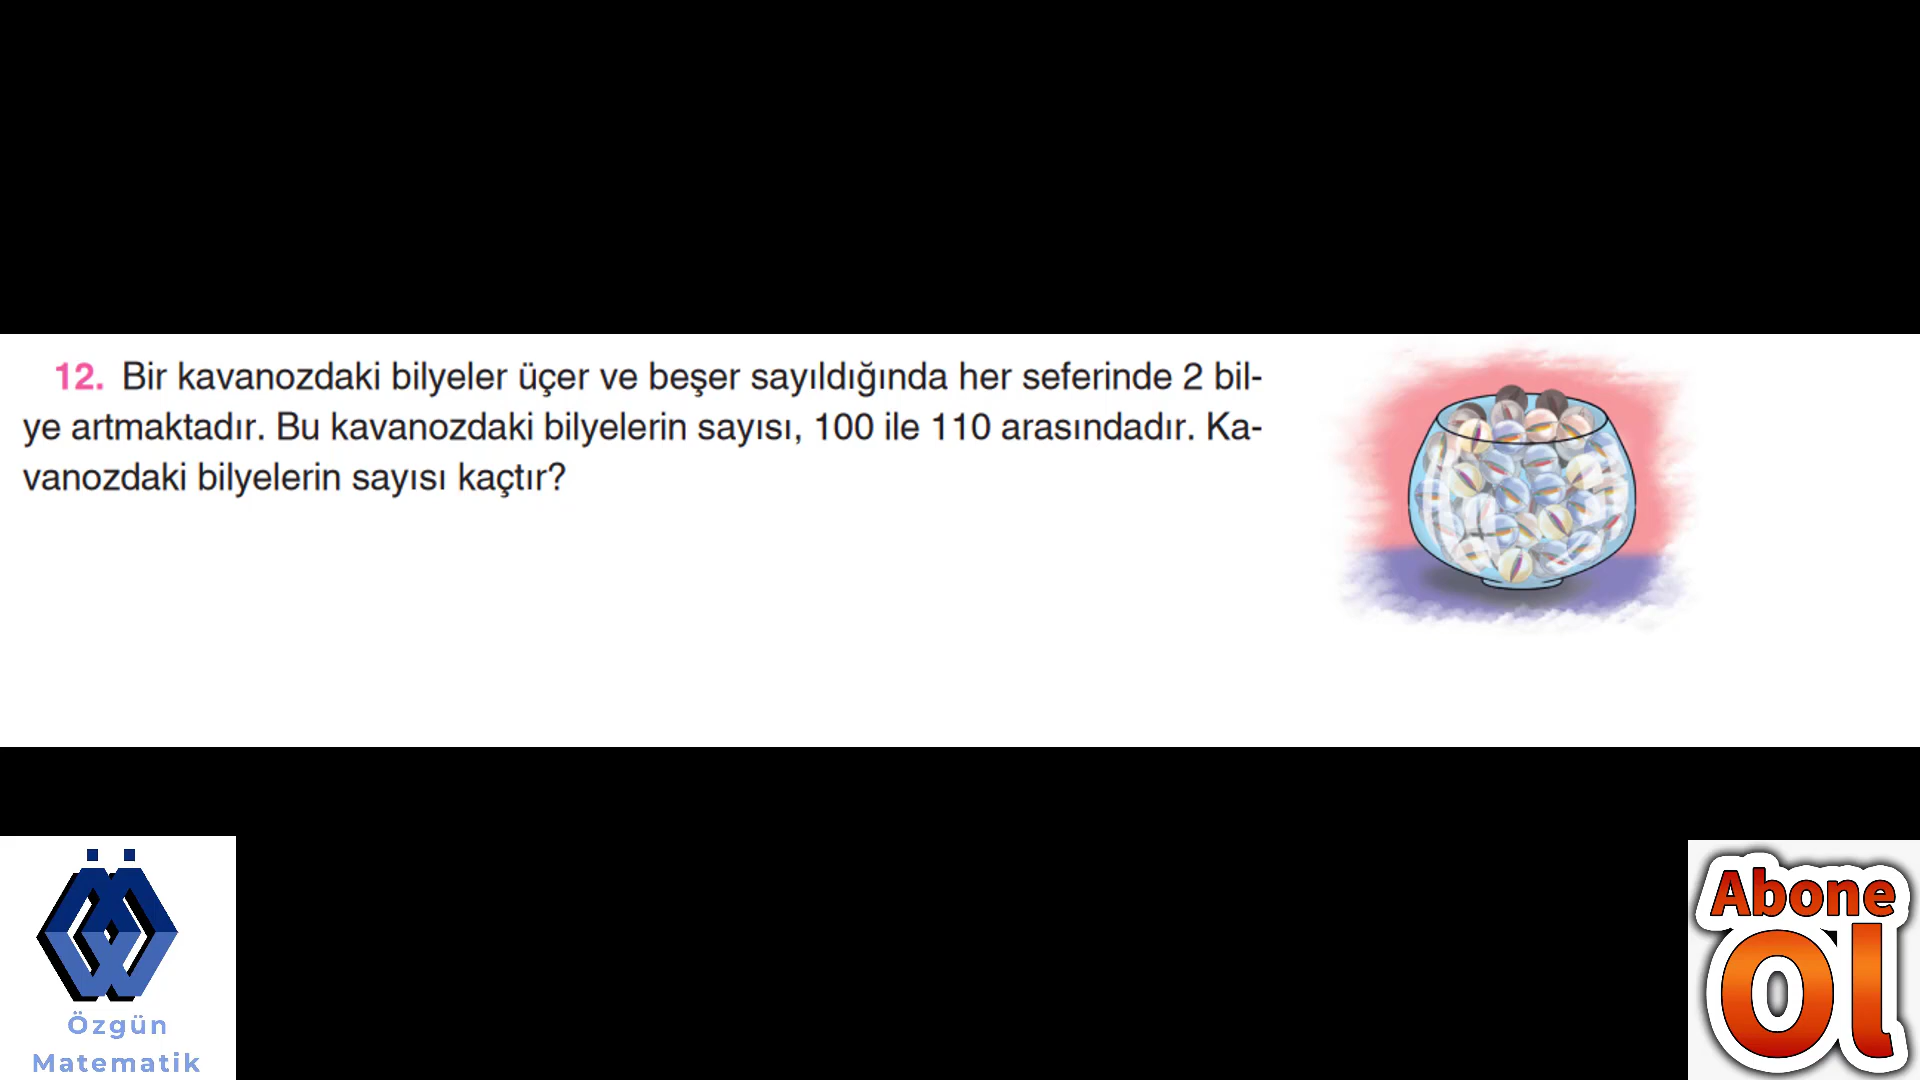 12. Bir kavanozdaki bilyeler üçer ve beşer sayıldığında her seferinde 2 bil-
ye artmaktadır. Bu kavanozdaki bilyelerin sayısı, 100 ile 110 arasındadır. Ka-
vanozdaki bilyelerin sayısı kaçtır?
Özgün
Matematik
Abone
Ol